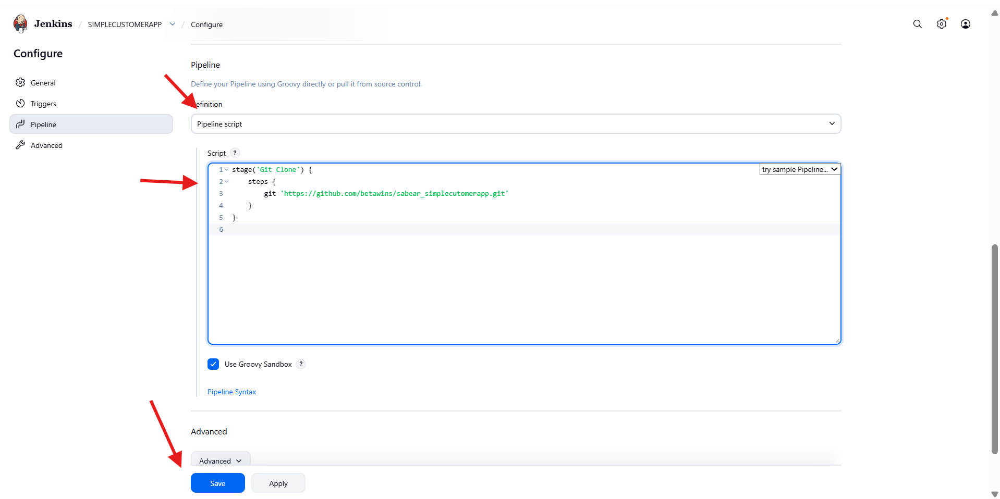 Jenkins / SIMPLECUSTOMERAPP / Configure
Configure
General
Triggers
Pipeline
Advanced
Pipeline
Define your Pipeline using Groovy directly or pull it from source control.
efinition
Pipeline script
Script ?
try sample Pipeline...
1 stage('Git Clone') {
2 steps {
3 git 'https://github.com/betawins/sabear_simplecutomerapp.git'
4 }
5 }
6
Use Groovy Sandbox ?
Pipeline Syntax
Advanced
Advanced
Save Apply